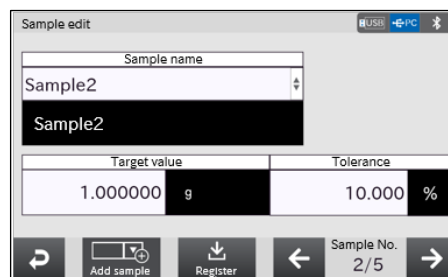 Sample edit
USB PC
Sample name
Sample2
Sample2
Target value Tolerance
1.000000 g 10.000 %
Add sample Register Sample No. 2/5